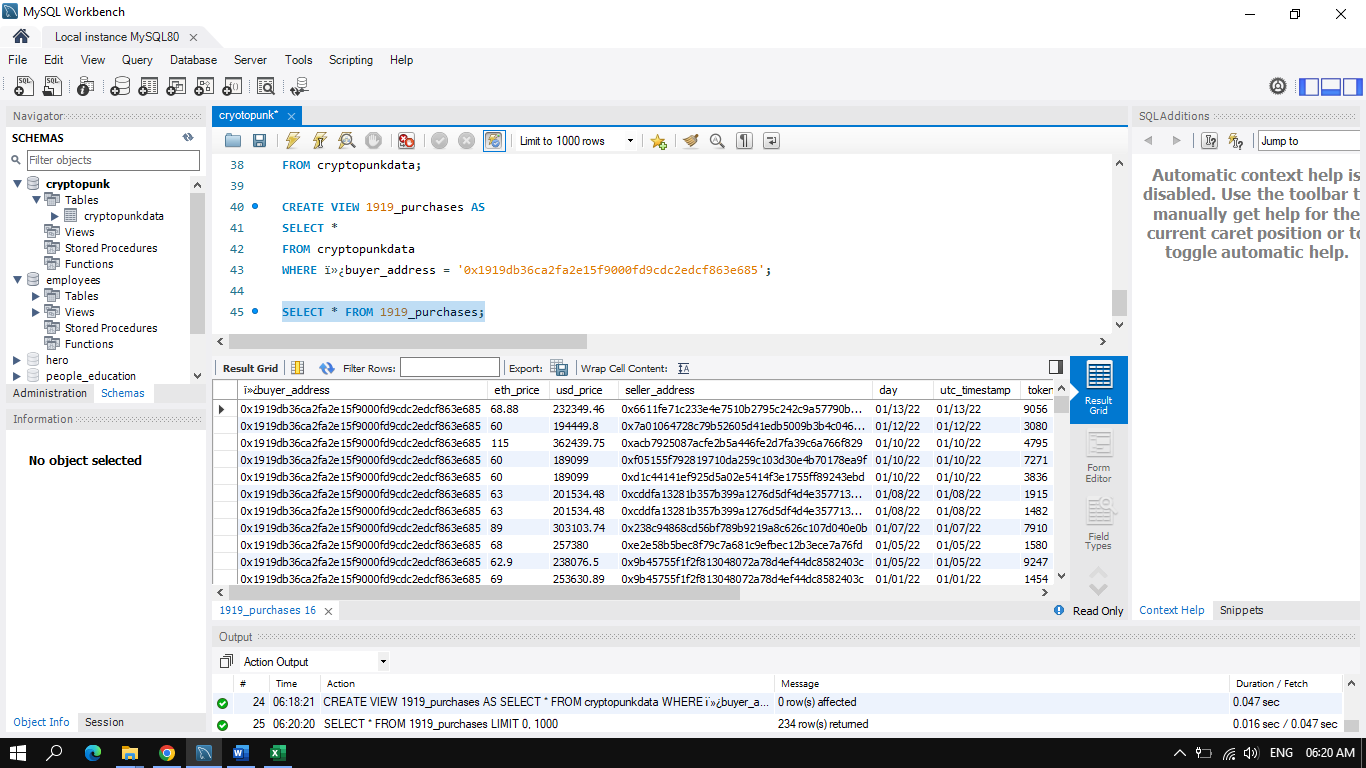 MySQL Workbench
Local instance MySQL80
File Edit View Query Database Server Tools Scripting Help
Navigator
SCHEMAS
Filter objects
cryptopunk
Tables
cryptopunkdata
Views
Stored Procedures
Functions
employees
Tables
Views
Stored Procedures
Functions
hero
people_education
Administration Schemas
Information
No object selected
Object Info Session
cryotopunk*
Limit to 1000 rows
38 FROM cryptopunkdata;
39
40 CREATE VIEW 1919_purchases AS
41 SELECT *
42 FROM cryptopunkdata
43 WHERE ï»¿buyer_address = '0x1919db36ca2fa2e15f9000fd9cdc2edcf863e685';
44
45 SELECT * FROM 1919_purchases;
Result Grid Filter Rows: Export: Wrap Cell Content:
ï»¿buyer_address eth_price usd_price seller_address day utc_timestamp token
0x1919db36ca2fa2e15f9000fd9cdc2edcf863e685 68.88 232349.46 0x6611fe71c233e4e7510b2795c242c9a57790b... 01/13/22 01/13/22 9056
0x1919db36ca2fa2e15f9000fd9cdc2edcf863e685 60 194449.8 0x7a01064728c79b52605d41edb5009b3b4c046... 01/12/22 01/12/22 3080
0x1919db36ca2fa2e15f9000fd9cdc2edcf863e685 115 362439.75 0xacb7925087acfe2b5a446fe2d7fa39c6a766f829 01/10/22 01/10/22 4795
0x1919db36ca2fa2e15f9000fd9cdc2edcf863e685 60 189099 0xf05155f792819710da259c103d30e4b70178ea9f 01/10/22 01/10/22 7271
0x1919db36ca2fa2e15f9000fd9cdc2edcf863e685 60 189099 0xd1c44141ef925d5a02e5414f3e1755ff89243ebd 01/10/22 01/10/22 3836
0x1919db36ca2fa2e15f9000fd9cdc2edcf863e685 63 201534.48 0xcddfa13281b357b399a1276d5df4d4e357713... 01/08/22 01/08/22 1915
0x1919db36ca2fa2e15f9000fd9cdc2edcf863e685 63 201534.48 0xcddfa13281b357b399a1276d5df4d4e357713... 01/08/22 01/08/22 1482
0x1919db36ca2fa2e15f9000fd9cdc2edcf863e685 89 303103.74 0x238c94868cd56bf789b9219a8c626c107d040e0b 01/07/22 01/07/22 7910
0x1919db36ca2fa2e15f9000fd9cdc2edcf863e685 68 257380 0xe2e58b5bec8f79c7a681c9efbec12b3ece7a76fd 01/05/22 01/05/22 1580
0x1919db36ca2fa2e15f9000fd9cdc2edcf863e685 62.9 238076.5 0x9b45755f1f2f813048072a78d4ef44dc8582403c 01/05/22 01/05/22 9247
0x1919db36ca2fa2e15f9000fd9cdc2edcf863e685 69 253630.89 0x9b45755f1f2f813048072a78d4ef44dc8582403c 01/01/22 01/01/22 1454
Result
Grid
Form
Editor
Field
Types
1919_purchases 16
Read Only
SQLAdditions
Jump to
Automatic context help is
disabled. Use the toolbar t
manually get help for the
current caret position or to
toggle automatic help.
Context Help Snippets
Output
Action Output
# Time Action Message Duration / Fetch
24 06:18:21 CREATE VIEW 1919_purchases AS SELECT * FROM cryptopunkdata WHERE ï»¿buyer_a... 0 row(s) affected 0.047 sec
25 06:20:20 SELECT * FROM 1919_purchases LIMIT 0, 1000 234 row(s) returned 0.016 sec / 0.047 sec
ENG 06:20 AM